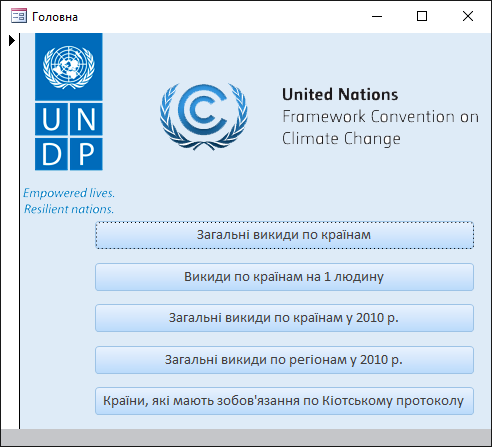 Головна
UN
DP
Empowered lives.
Resilient nations.
United Nations
Framework Convention on
Climate Change
Загальні викиди по країнам
Викиди по країнам на 1 людину
Загальні викиди по країнам у 2010 р.
Загальні викиди по регіонам у 2010 р.
Країни, які мають зобов'язання по Кіотському протоколу